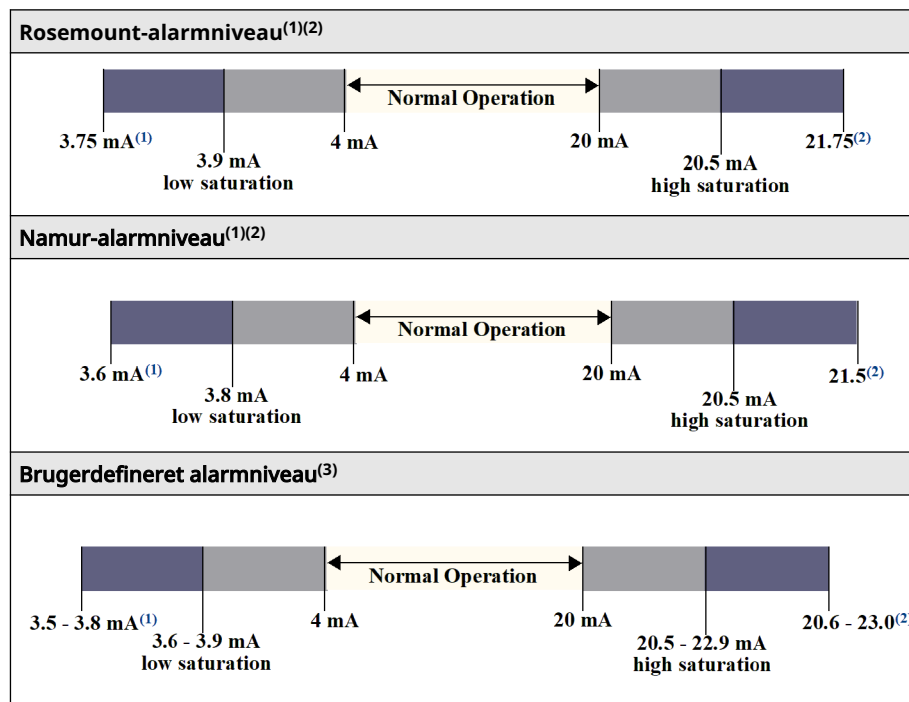 Rosemount-alarmniveau(1)(2)
Normal Operation
3.75 mA(1)
4 mA
20 mA
21.75(2)
3.9 mA
low saturation
20.5 mA
high saturation
Namur-alarmniveau(1)(2)
Normal Operation
3.6 mA(1)
4 mA
20 mA
21.5(2)
3.8 mA
low saturation
20.5 mA
high saturation
Brugerdefineret alarmniveau(3)
Normal Operation
3.5 - 3.8 mA(1)
4 mA
20 mA
20.6 - 23.0(2)
3.6 - 3.9 mA
low saturation
20.5 - 22.9 mA
high saturation